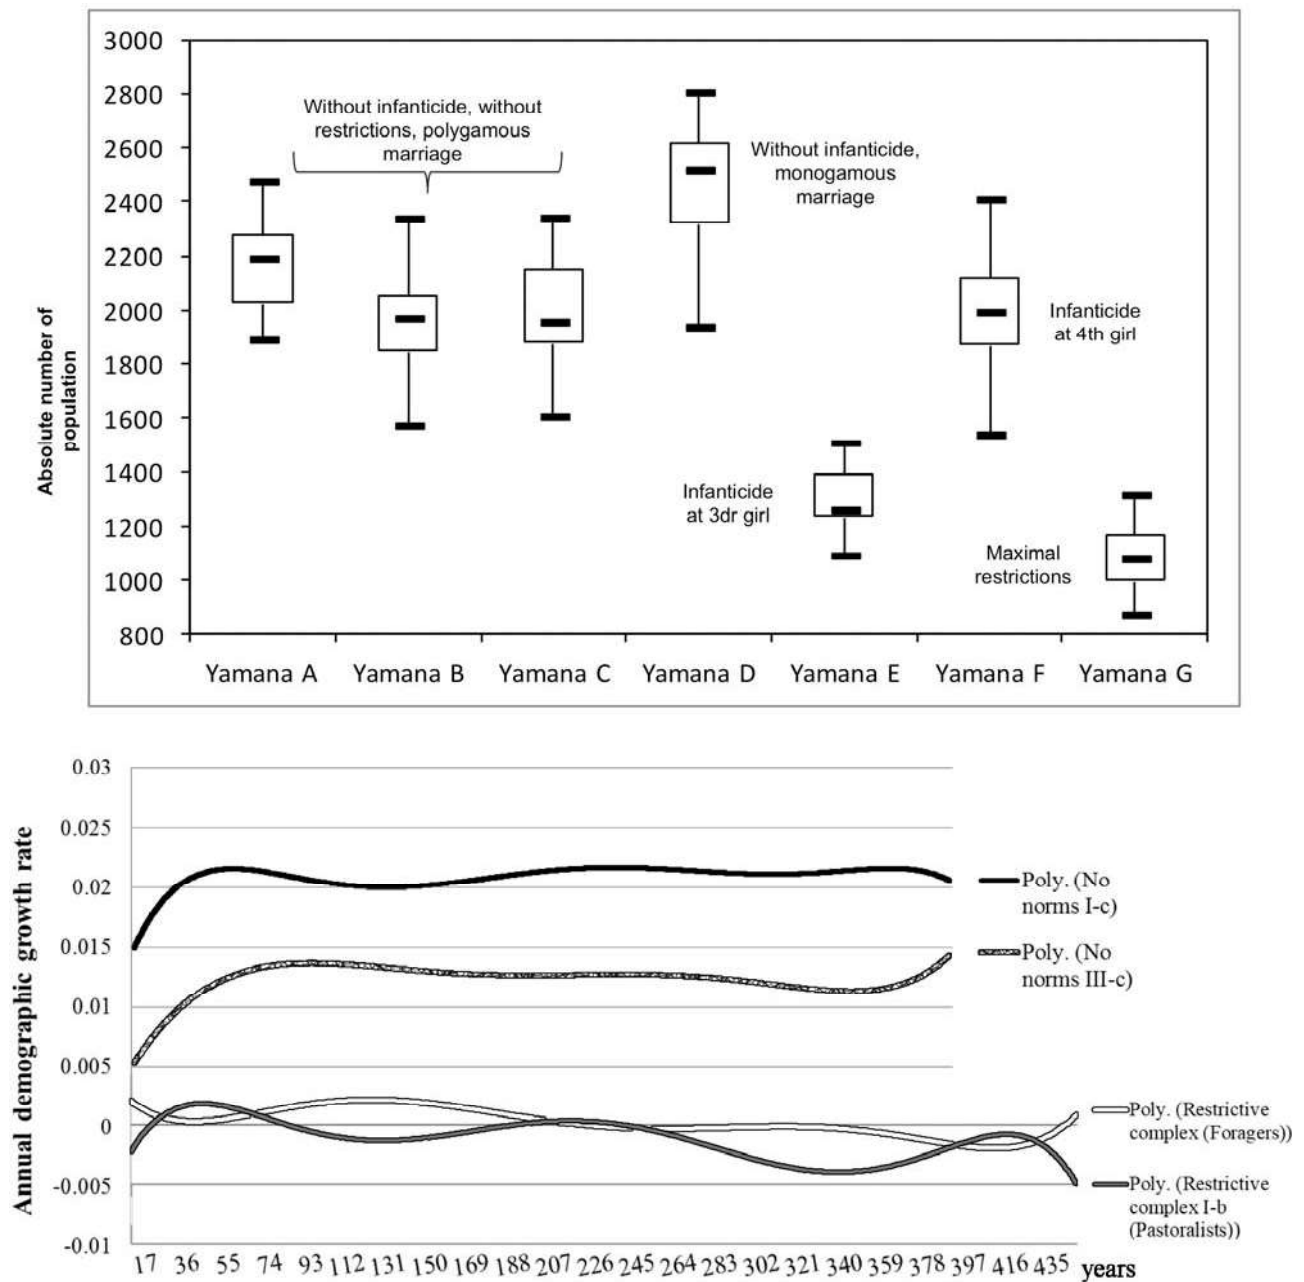 3000
2800
2600
2400
2200
2000
1800
1600
1400
1200
1000
800
Absolute number of
population
Without infanticide, without
restrictions, polygamous
marriage
Without infanticide,
monogamous
marriage
Infanticide
at 4th girl
Infanticide
at 3dr girl
Maximal
restrictions
Yamana A Yamana B Yamana C Yamana D Yamana E Yamana F Yamana G
0.03
0.025
0.02
0.015
0.01
0.005
0
-0.005
-0.01
Annual demographic growth rate
Poly. (No
norms I-c)
Poly. (No
norms III-c)
Poly. (Restrictive
complex (Foragers))
Poly. (Restrictive
complex I-b
(Pastoralists))
17 36 55 74 93 112 131 150 169 188 207 226 245 264 283 302 321 340 359 378 397 416 435 years